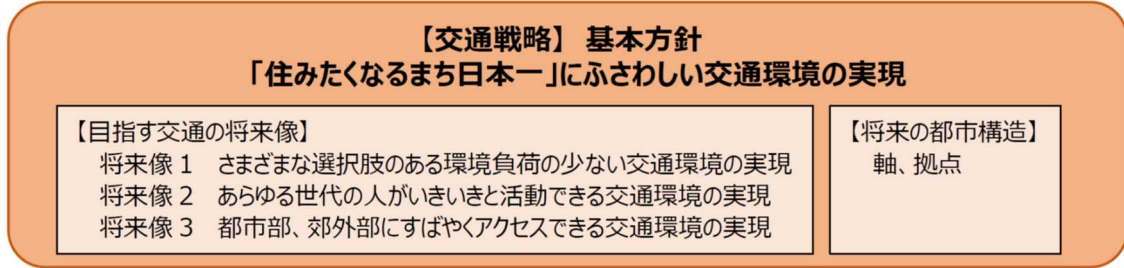 【交通戦略】 基本方針
「住みたくなるまち日本一」にふさわしい交通環境の実現
【目指す交通の将来像】
将来像1 さまざまな選択肢のある環境負荷の少ない交通環境の実現
将来像2 あらゆる世代の人がいきいきと活動できる交通環境の実現
将来像3 都市部、郊外部にすばやくアクセスできる交通環境の実現
【将来の都市構造】
軸、拠点